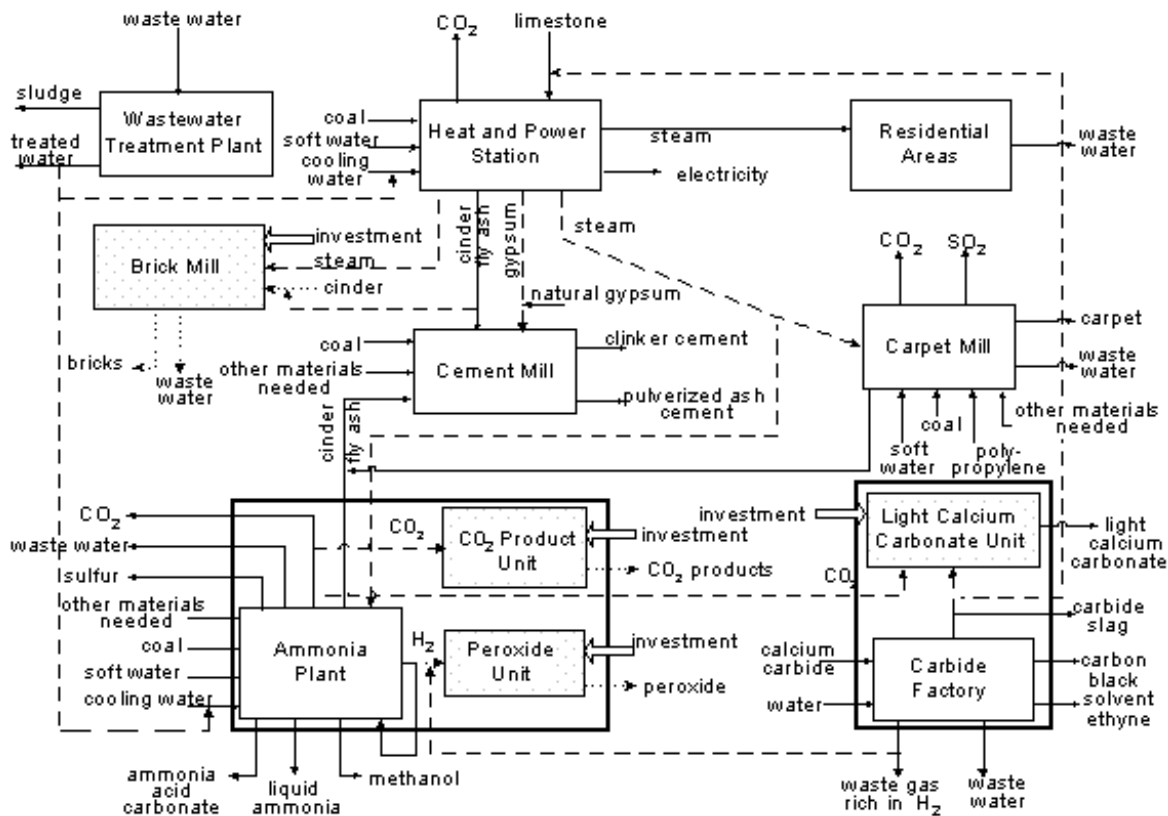 waste water
CO2
limestone
sludge
Wastewater
Treatment Plant
treated
water
coal
soft water
cooling
water
Heat and Power
Station
steam
electricity
Residential
Areas
waste
water
Brick Mill
investment
steam
cinder
bricks
waste
water
cinder
fly ash
gypsum
steam
natural gypsum
CO2
SO2
coal
other materials
needed
Cement Mill
clinker cement
pulverized ash
cement
Carpet Mill
carpet
waste
water
soft
water
coal
poly-
propylene
other materials
needed
cinder
fly ash
CO2
waste water
sulfur
other materials
needed
coal
soft water
cooling water
Ammonia
Plant
CO2
CO2 Product
Unit
investment
CO2 products
H2
Peroxide
Unit
investment
peroxide
ammonia
acid
carbonate
liquid
ammonia
methanol
investment
Light Calcium
Carbonate Unit
light
calcium
carbonate
CO2
carbide
slag
calcium
carbide
water
Carbide
Factory
carbon
black
solvent
ethyne
waste gas
rich in H2
waste
water